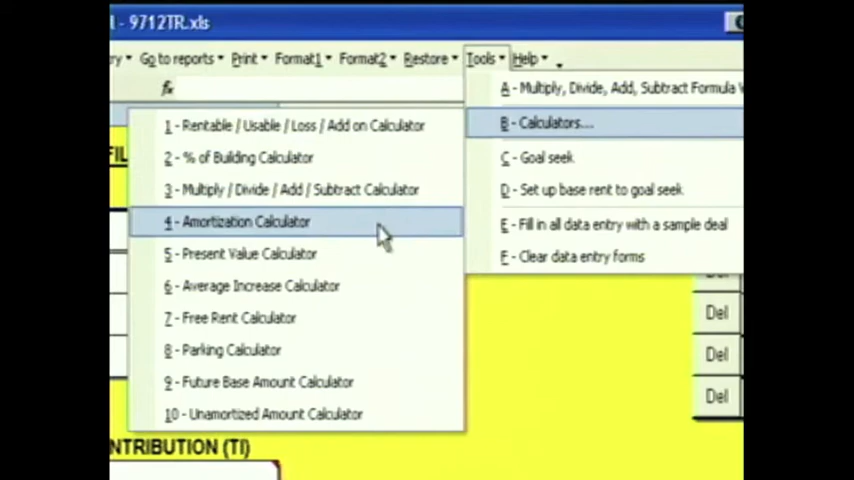 l - 9712TR.xls
ry Go to reports Print Format1 Format2 Restore Tools Help
fx
A - Multiply, Divide, Add, Subtract Formula
B - Calculators...
C - Goal seek
D - Set up base rent to goal seek
E - Fill in all data entry with a sample deal
F - Clear data entry forms
1 - Rentable / Usable / Loss / Add on Calculator
2 - % of Building Calculator
3 - Multiply / Divide / Add / Subtract Calculator
4 - Amortization Calculator
5 - Present Value Calculator
6 - Average Increase Calculator
7 - Free Rent Calculator
8 - Parking Calculator
9 - Future Base Amount Calculator
10 - Unamortized Amount Calculator
FIL
Del
Del
Del
Del
NTRIBUTION (TI)